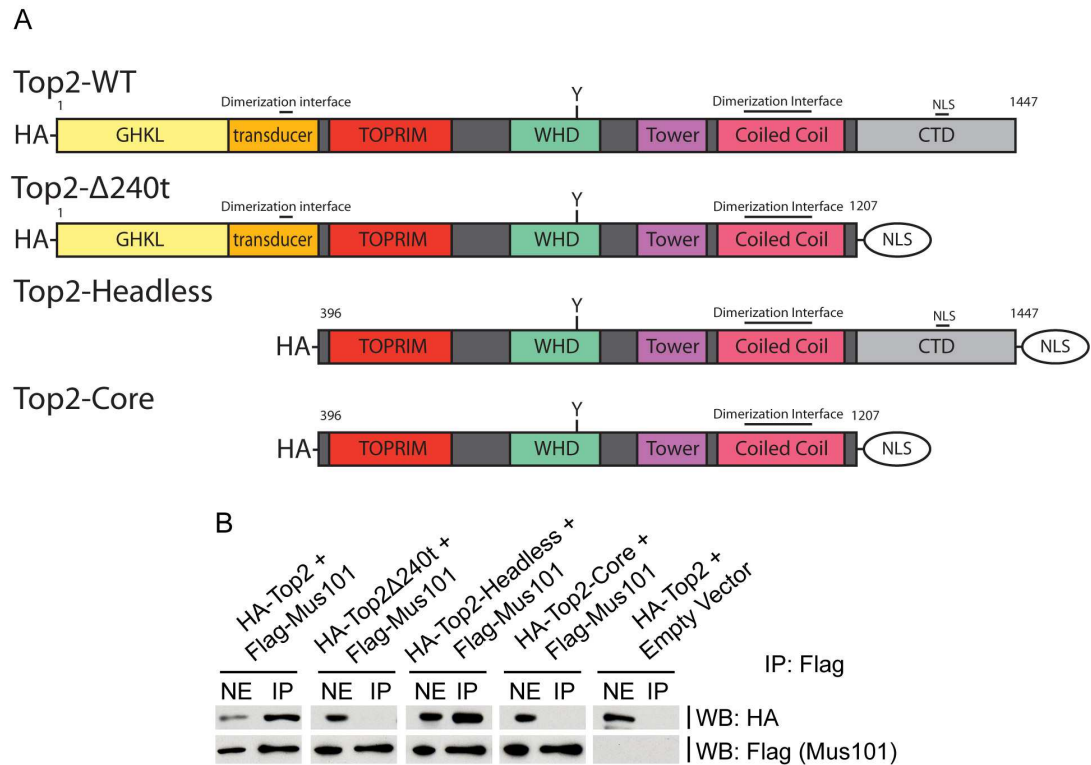 A
Top2-WT
1
Dimerization interface
Y
Dimerization Interface
NLS
1447
HA
GHKL
transducer
TOPRIM
WHD
Tower
Coiled Coil
CTD
Top2-Δ240t
1
Dimerization interface
Y
Dimerization Interface
1207
HA
GHKL
transducer
TOPRIM
WHD
Tower
Coiled Coil
NLS
Top2-Headless
396
Y
Dimerization Interface
NLS
1447
HA
TOPRIM
WHD
Tower
Coiled Coil
CTD
NLS
Top2-Core
396
Y
Dimerization Interface
1207
HA
TOPRIM
WHD
Tower
Coiled Coil
NLS
B
HA-Top2 +
Flag-Mus101
HA-Top2Δ240t +
Flag-Mus101
HA-Top2-Headless +
Flag-Mus101
HA-Top2-Core +
Flag-Mus101
HA-Top2 +
Empty Vector
IP: Flag
NE IP NE IP NE IP NE IP NE IP
WB: HA
WB: Flag (Mus101)